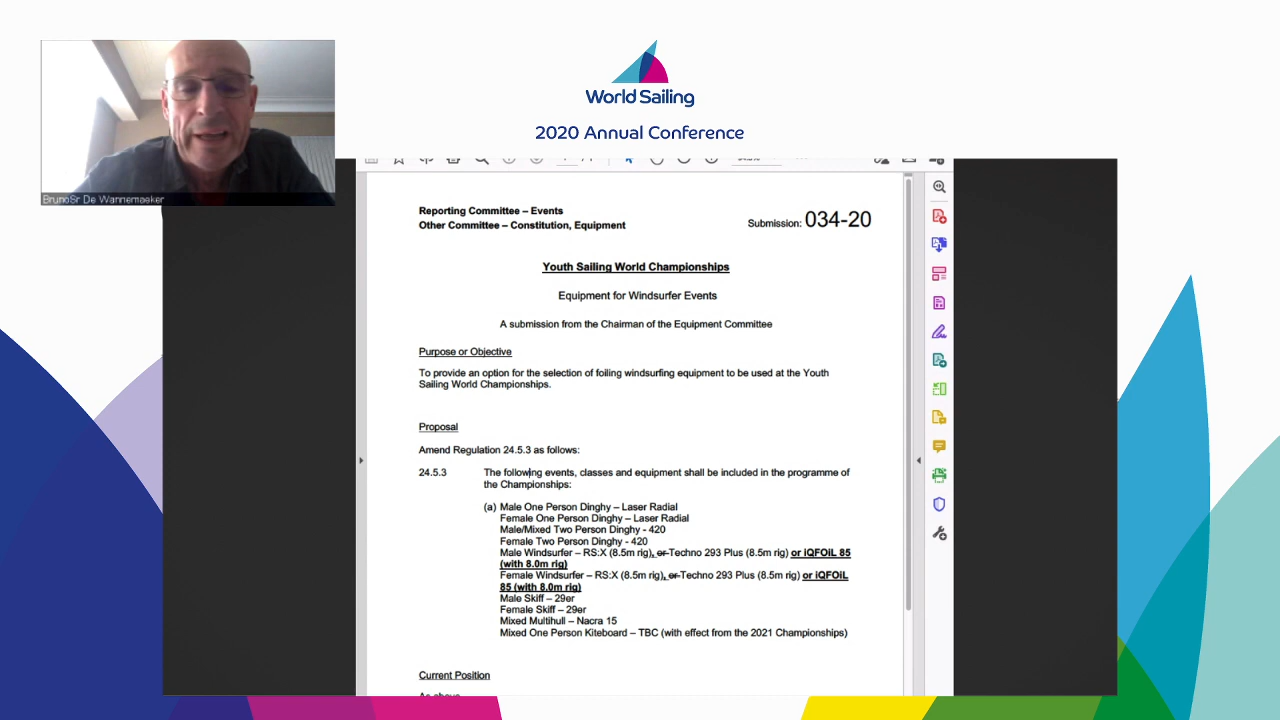 World Sailing
2020 Annual Conference
BrunoSr De Wannemaeker
Reporting Committee – Events
Other Committee – Constitution, Equipment
Submission: 034-20
Youth Sailing World Championships
Equipment for Windsurfer Events
A submission from the Chairman of the Equipment Committee
Purpose or Objective
To provide an option for the selection of foiling windsurfing equipment to be used at the Youth
Sailing World Championships.
Proposal
Amend Regulation 24.5.3 as follows:
24.5.3 The following events, classes and equipment shall be included in the programme of
the Championships:
(a) Male One Person Dinghy – Laser Radial
Female One Person Dinghy – Laser Radial
Male/Mixed Two Person Dinghy - 420
Female Two Person Dinghy - 420
Male Windsurfer – RS:X (8.5m rig), or Techno 293 Plus (8.5m rig) or iQFOiL 85
(with 8.0m rig)
Female Windsurfer – RS:X (8.5m rig), or Techno 293 Plus (8.5m rig) or iQFOIL
85 (with 8.0m rig)
Male Skiff – 29er
Female Skiff – 29er
Mixed Multihull – Nacra 15
Mixed One Person Kiteboard – TBC (with effect from the 2021 Championships)
Current Position
As above